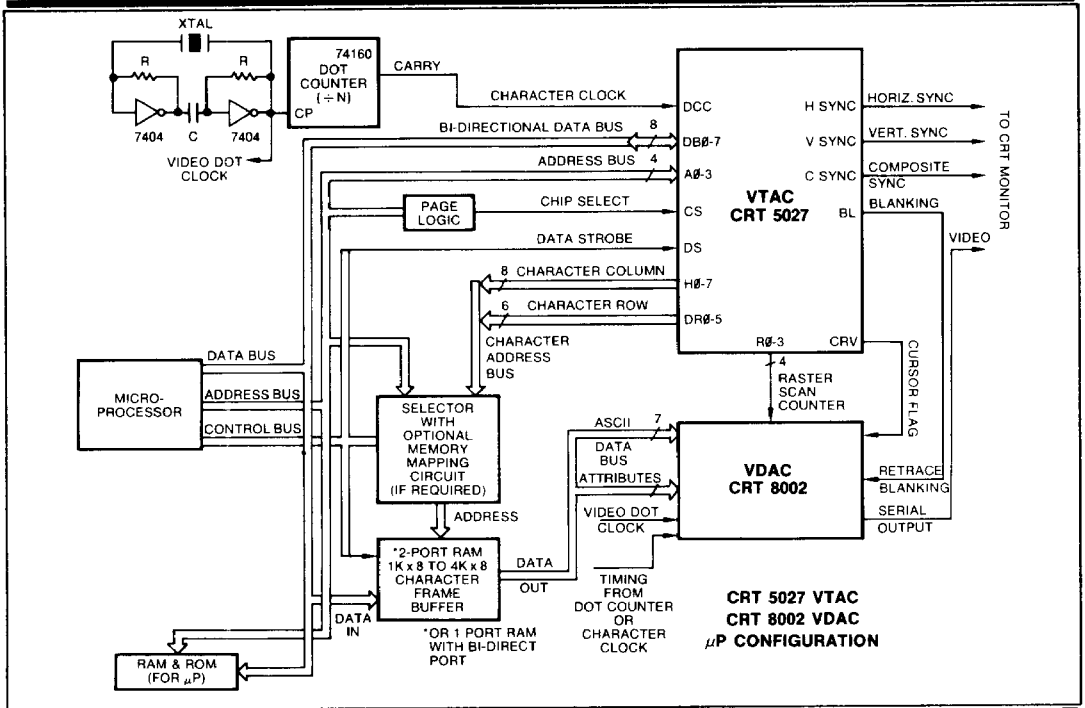 XTAL
R
R
7404
C
7404
VIDEO DOT
CLOCK
74160
DOT
COUNTER
(÷N)
CP
CARRY
CHARACTER CLOCK
BI-DIRECTIONAL DATA BUS
8
ADDRESS BUS
4
PAGE
LOGIC
CHIP SELECT
DATA STROBE
8
CHARACTER COLUMN
6
CHARACTER ROW
CHARACTER
ADDRESS
BUS
DCC
DBØ-7
AØ-3
CS
DS
HØ-7
DRØ-5
VTAC
CRT 5027
H SYNC
V SYNC
C SYNC
BL
RØ-3
CRV
HORIZ. SYNC
VERT. SYNC
COMPOSITE
SYNC
BLANKING
VIDEO
TO CRT MONITOR
4
RASTER
SCAN
COUNTER
CURSOR
FLAG
MICRO-
PROCESSOR
DATA BUS
ADDRESS BUS
CONTROL BUS
SELECTOR
WITH
OPTIONAL
MEMORY
MAPPING
CIRCUIT
(IF REQUIRED)
ADDRESS
*2-PORT RAM
1K x 8 TO 4K x 8
CHARACTER
FRAME
BUFFER
DATA
IN
DATA
OUT
*OR 1 PORT RAM
WITH BI-DIRECT
PORT
RAM & ROM
(FOR µP)
ASCII
7
DATA
BUS
ATTRIBUTES
VIDEO DOT
CLOCK
TIMING
FROM
DOT COUNTER
OR
CHARACTER
CLOCK
VDAC
CRT 8002
RETRACE
BLANKING
SERIAL
OUTPUT
CRT 5027 VTAC
CRT 8002 VDAC
µP CONFIGURATION